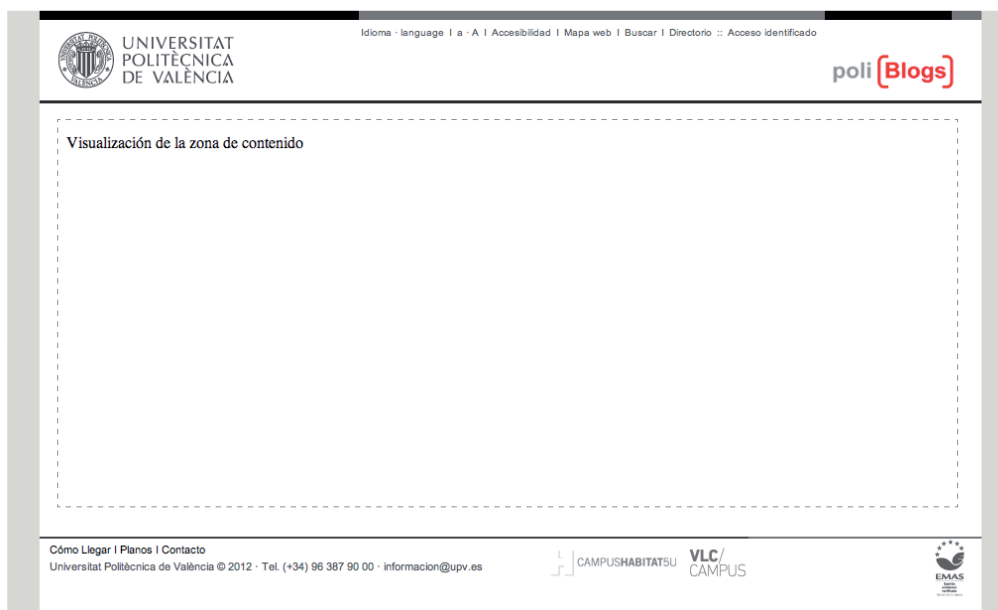 UNIVERSITAT
POLITÈCNICA
DE VALÈNCIA
Idioma · language I a · A I Accesibilidad I Mapa web I Buscar I Directorio :: Acceso identificado
poli [Blogs]
Visualización de la zona de contenido
Cómo Llegar I Planos I Contacto
Universitat Politècnica de València © 2012 · Tel. (+34) 96 387 90 00 · informacion@upv.es
CAMPUSHABITAT5U
VLC/
CAMPUS
EMAS